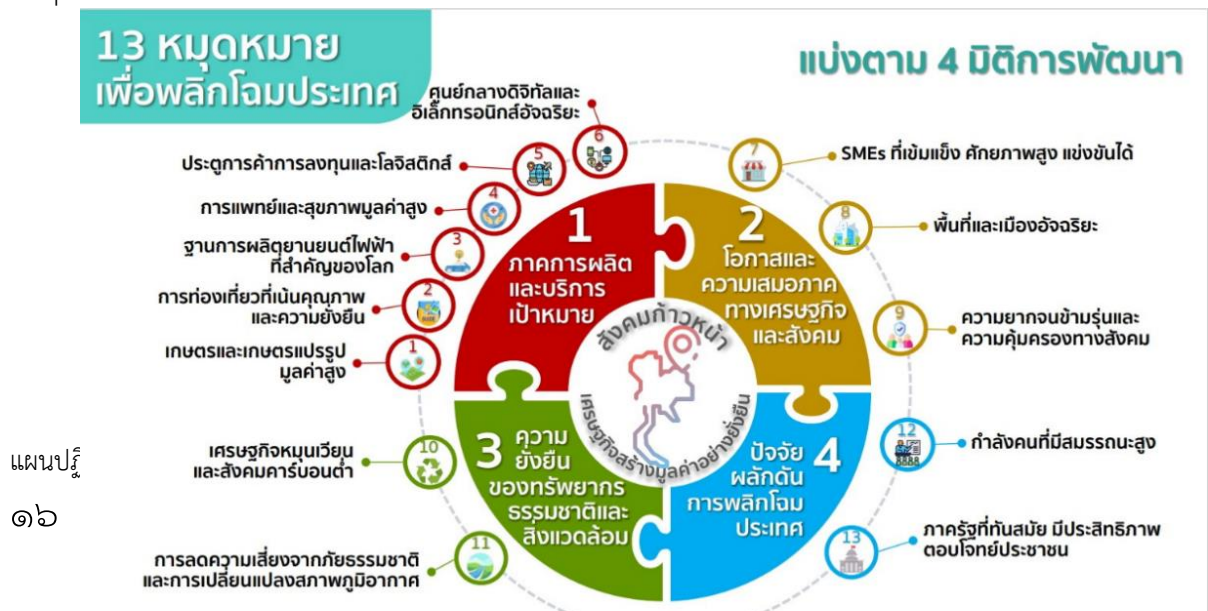 13 หมุดหมาย
เพื่อพลิกโฉมประเทศ
แบ่งตาม 4 มิติการพัฒนา
ศูนย์กลางดิจิทัลและ
อิเล็กทรอนิกส์อัจฉริยะ
6
ประตูการค้าการลงทุนและโลจิสติกส์
5
การแพทย์และสุขภาพมูลค่าสูง
4
ฐานการผลิตยานยนต์ไฟฟ้า
ที่สำคัญของโลก
3
การท่องเที่ยวที่เน้นคุณภาพ
และความยั่งยืน
2
เกษตรและเกษตรแปรรูป
มูลค่าสูง
1
1
ภาคการผลิต
และบริการ
เป้าหมาย
2
โอกาสและ
ความเสมอภาค
ทางเศรษฐกิจ
และสังคม
7
SMEs ที่เข้มแข็ง ศักยภาพสูง แข่งขันได้
8
พื้นที่และเมืองอัจฉริยะ
9
ความยากจนข้ามรุ่นและ
ความคุ้มครองทางสังคม
สังคมก้าวหน้า
เศรษฐกิจสร้างมูลค่าอย่างยั่งยืน
เศรษฐกิจหมุนเวียน
และสังคมคาร์บอนต่ำ
10
การลดความเสี่ยงจากภัยธรรมชาติ
และการเปลี่ยนแปลงสภาพภูมิอากาศ
11
3 ความ
ยั่งยืน
ของทรัพยากร
ธรรมชาติและ
สิ่งแวดล้อม
ปัจจัย 4
ผลักดัน
การพลิกโฉม
ประเทศ
12
กำลังคนที่มีสมรรถนะสูง
13
ภาครัฐที่ทันสมัย มีประสิทธิภาพ
ตอบโจทย์ประชาชน
แผนปฏิ
๑๖